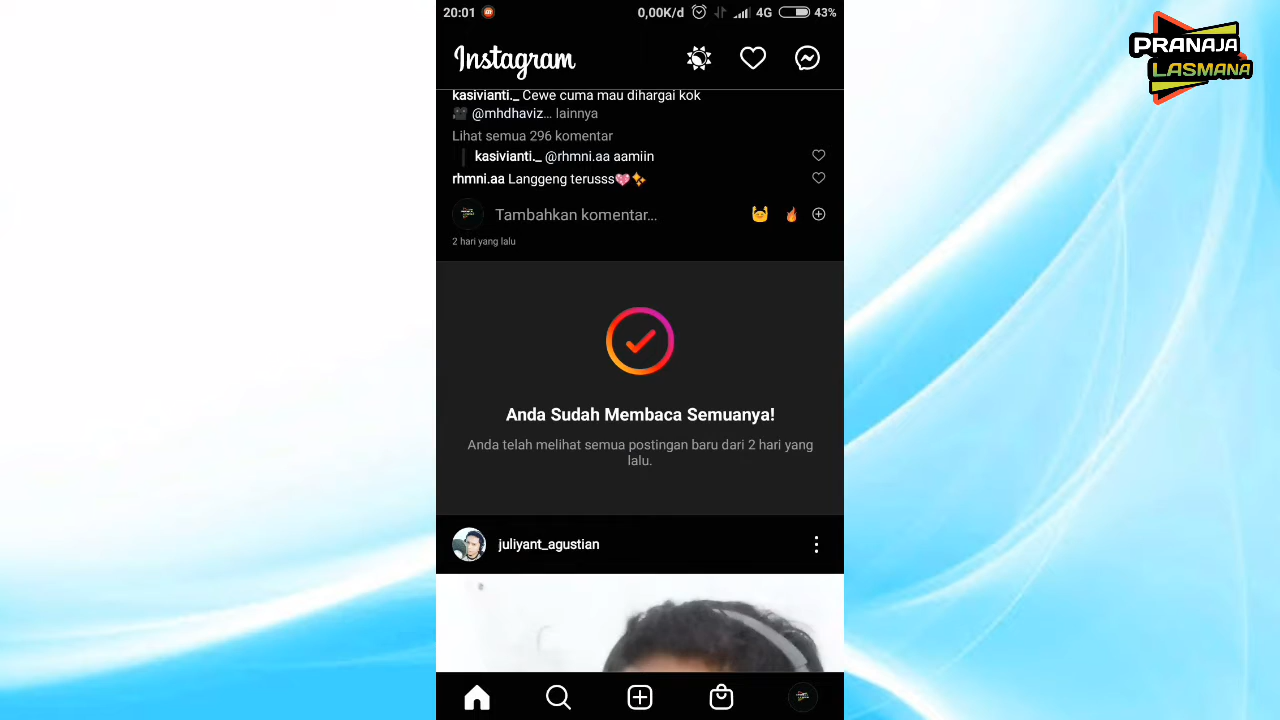 20:01 0,00K/d 4G 43%
PRANAJA
LASMANA
Instagram
kasivianti._ Cewe cuma mau dihargai kok
@mhdhaviz... lainnya
Lihat semua 296 komentar
kasivianti._ @rhmni.aa aamiin
rhmni.aa Langgeng terusss💖✨
Tambahkan komentar...
2 hari yang lalu
Anda Sudah Membaca Semuanya!
Anda telah melihat semua postingan baru dari 2 hari yang
lalu.
juliyant_agustian